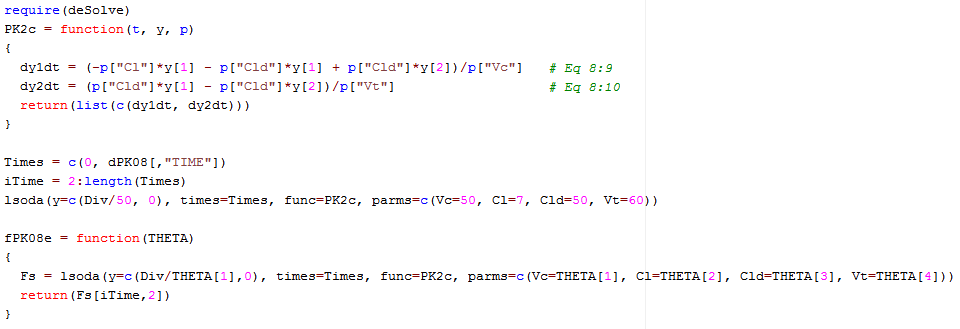 require(deSolve)
PK2c = function(t, y, p)
{
  dy1dt = (-p["Cl"]*y[1] - p["Cld"]*y[1] + p["Cld"]*y[2])/p["Vc"]   # Eq 8:9
  dy2dt = (p["Cld"]*y[1] - p["Cld"]*y[2])/p["Vt"]                   # Eq 8:10
  return(list(c(dy1dt, dy2dt)))
}

Times = c(0, dPK08[,"TIME"])
iTime = 2:length(Times)
lsoda(y=c(Div/50, 0), times=Times, func=PK2c, parms=c(Vc=50, Cl=7, Cld=50, Vt=60))

fPK08e = function(THETA)
{
  Fs = lsoda(y=c(Div/THETA[1],0), times=Times, func=PK2c, parms=c(Vc=THETA[1], Cl=THETA[2], Cld=THETA[3], Vt=THETA[4]))
  return(Fs[iTime,2])
}